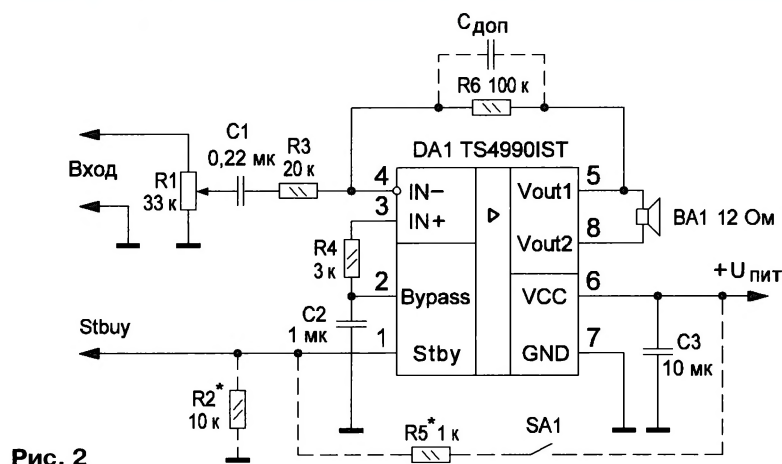 Cдоп
R6 100 к
C1
0,22 мк
R3
20 к
DA1 TS4990IST
Вход
R1
33 к
4
IN−
Vout1
5
3
IN+
Vout2
8
BA1 12 Ом
R4
3 к
2
Bypass
VCC
6
+Uпит
C2
1 мк
Stbuy
1
Stby
GND
7
C3
10 мк
R2*
10 к
R5* 1 к
SA1
Рис. 2